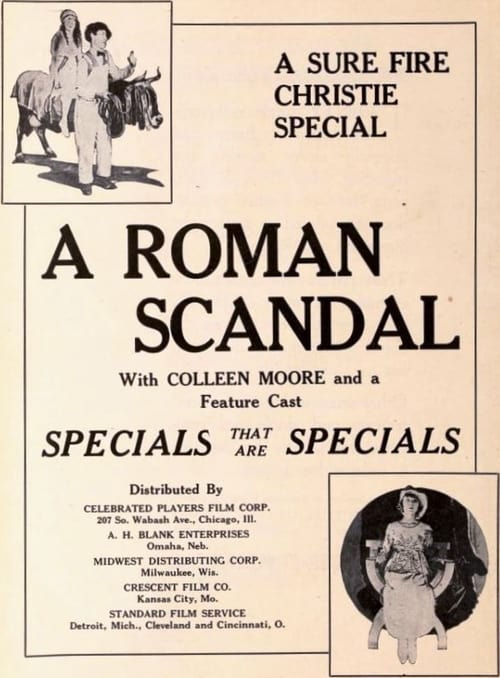 A SURE FIRE
CHRISTIE
SPECIAL
A ROMAN
SCANDAL
With COLLEEN MOORE and a
Feature Cast
SPECIALS THAT ARE SPECIALS
Distributed By
CELEBRATED PLAYERS FILM CORP.
207 So. Wabash Ave., Chicago, Ill.
A. H. BLANK ENTERPRISES
Omaha, Neb.
MIDWEST DISTRIBUTING CORP.
Milwaukee, Wis.
CRESCENT FILM CO.
Kansas City, Mo.
STANDARD FILM SERVICE
Detroit, Mich., Cleveland and Cincinnati, O.